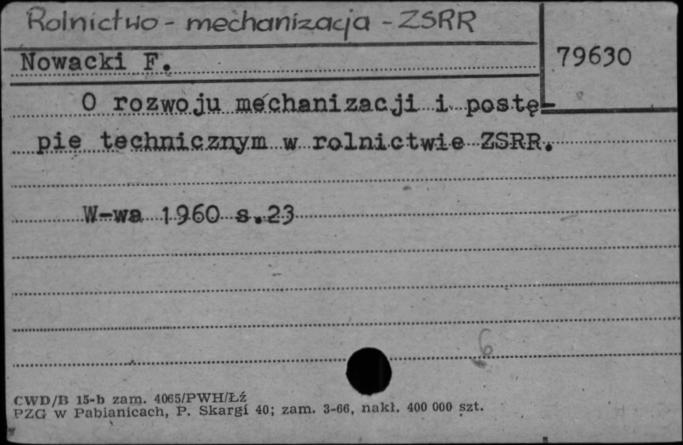 Rolnictwo - mechanizacja - ZSRR
Nowacki F.
79630
O rozwoju mechanizacji i postę-
pie technicznym w rolnictwie ZSRR.
W-wa 1960 s.23
6
CWD/B 15-b zam. 4065/PWH/Łź
PZG w Pabianicach, P. Skargi 40; zam. 3-66, nakł. 400 000 szt.